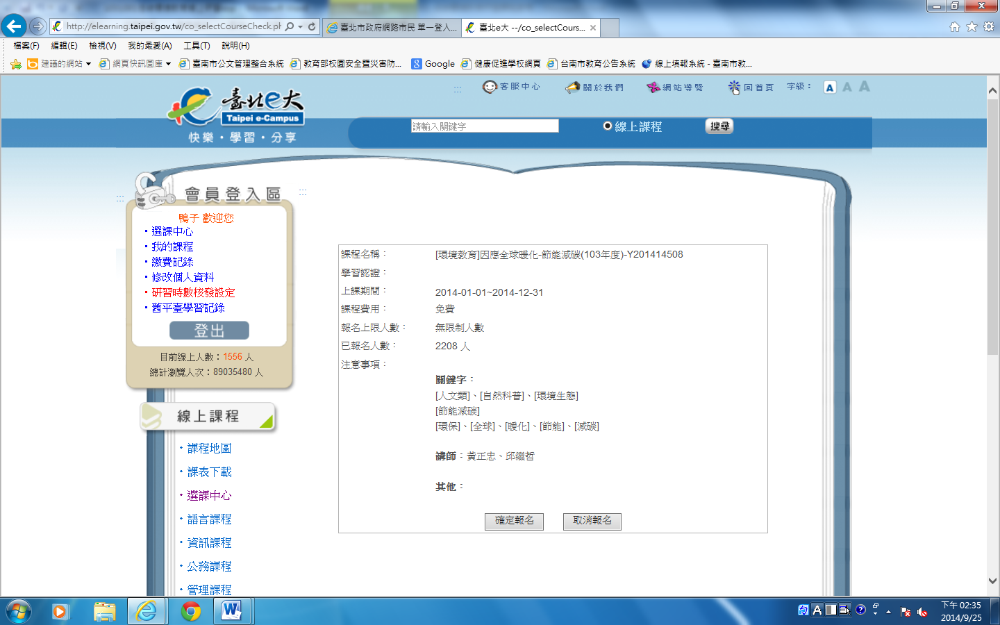 http://elearning.taipei.gov.tw/co_selectCourseCheck.ph
臺北市政府網路市民 單一登入...
臺北e大 --/co_selectCours...
檔案(F) 編輯(E) 檢視(V) 我的最愛(A) 工具(T) 說明(H)
建議的網站 網頁快訊圖庫 臺南市公文管理整合系統 教育部校園安全暨災害防... Google 健康促進學校網頁 台南市教育公告系統 線上填報系統 - 臺南市教...
客服中心 關於我們 網站導覽 回首頁 字級： A A A
臺北e大
Taipei e-Campus
快樂・學習・分享
請輸入關鍵字 線上課程 搜尋
會員登入區
鴨子 歡迎您
・選課中心
・我的課程
・繳費記錄
・修改個人資料
・研習時數核發設定
・舊平臺學習記錄
登出
目前線上人數：1556 人
總計瀏覽人次：89035480 人
線上課程
・課程地圖
・課表下載
・選課中心
・語言課程
・資訊課程
・公務課程
・管理課程
課程名稱： [環境教育]因應全球暖化-節能減碳(103年度)-Y201414508
學習認證：
上課期間： 2014-01-01~2014-12-31
課程費用： 免費
報名上限人數： 無限制人數
已報名人數： 2208 人
注意事項：
關鍵字：
[人文類]、[自然科普]、[環境生態]
[節能減碳]
[環保]、[全球]、[暖化]、[節能]、[減碳]
講師：黃正忠、邱繼哲
其他：
確定報名 取消報名
下午 02:35
2014/9/25